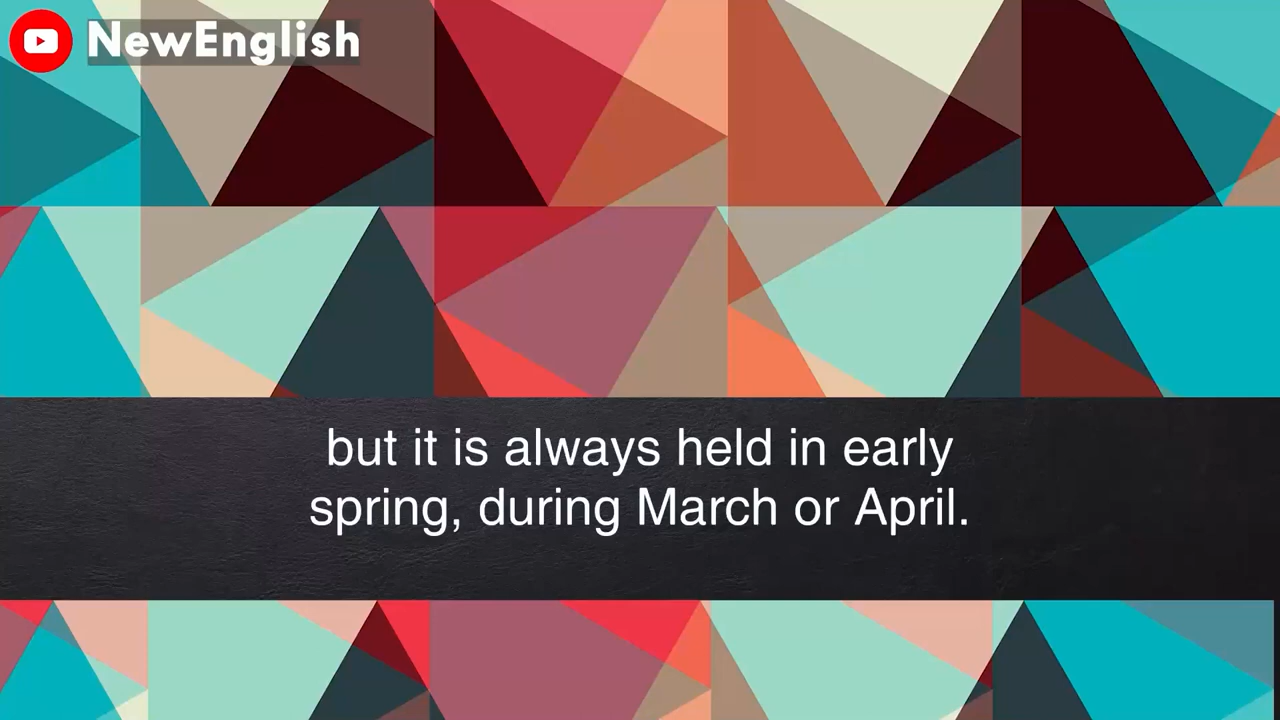 NewEnglish
but it is always held in early
spring, during March or April.